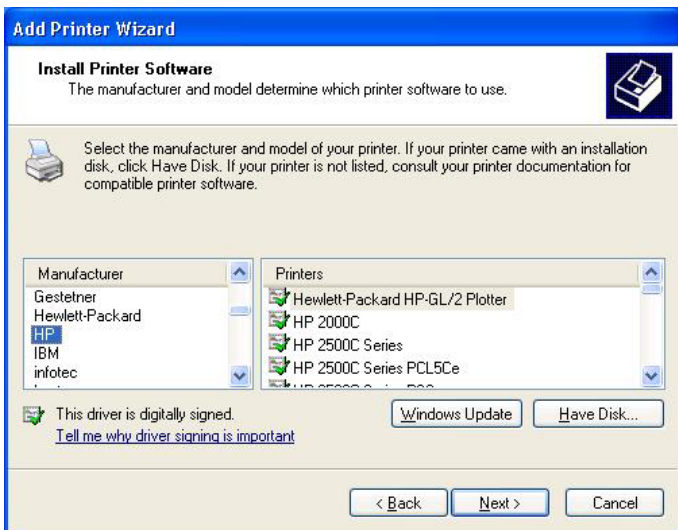 Add Printer Wizard
Install Printer Software
The manufacturer and model determine which printer software to use.
Select the manufacturer and model of your printer. If your printer came with an installation
disk, click Have Disk. If your printer is not listed, consult your printer documentation for
compatible printer software.
Manufacturer
Gestetner
Hewlett-Packard
HP
IBM
infotec
Printers
Hewlett-Packard HP-GL/2 Plotter
HP 2000C
HP 2500C Series
HP 2500C Series PCL5Ce
This driver is digitally signed.
Tell me why driver signing is important
Windows Update
Have Disk...
< Back
Next >
Cancel